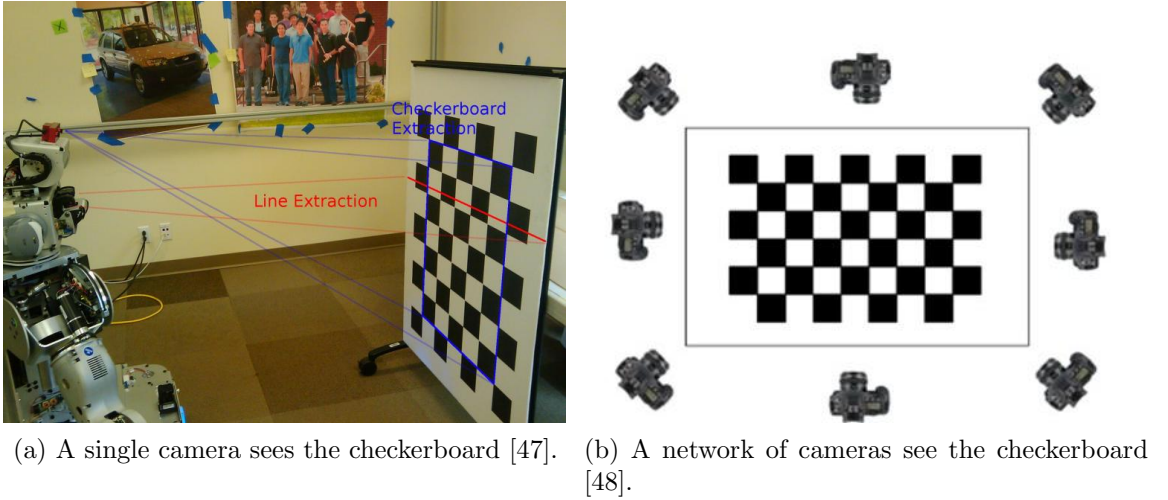 Checkerboard
Extraction
Line Extraction
(a) A single camera sees the checkerboard [47].
(b) A network of cameras see the checkerboard
[48].